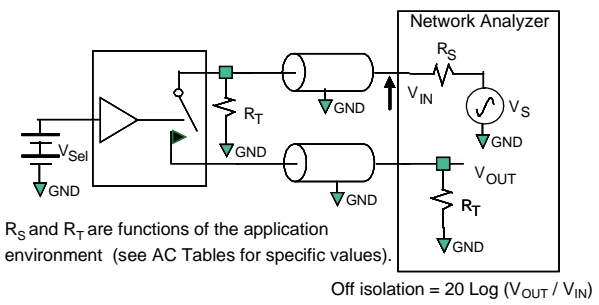 Network Analyzer
R_S
V_IN
V_S
GND
R_T
GND
GND
V_Sel
GND
V_OUT
R_T
GND
GND
R_S and R_T are functions of the application
environment (see AC Tables for specific values).
GND
Off isolation = 20 Log (V_OUT / V_IN)